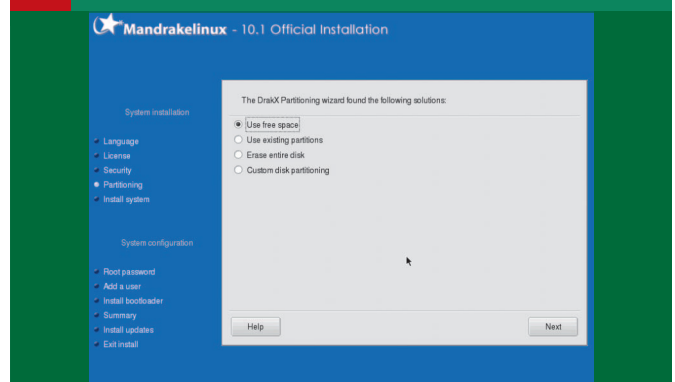 Mandrakelinux - 10.1 Official Installation
System installation
Language
License
Security
Partitioning
Install system
System configuration
Root password
Add a user
Install bootloader
Summary
Install updates
Exit install
The DrakX Partitioning wizard found the following solutions:
Use free space
Use existing partitions
Erase entire disk
Custom disk partitioning
Help
Next